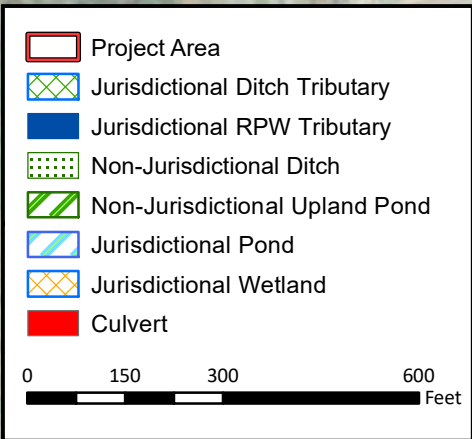 Project Area
Jurisdictional Ditch Tributary
Jurisdictional RPW Tributary
Non-Jurisdictional Ditch
Non-Jurisdictional Upland Pond
Jurisdictional Pond
Jurisdictional Wetland
Culvert
0 150 300 600
Feet